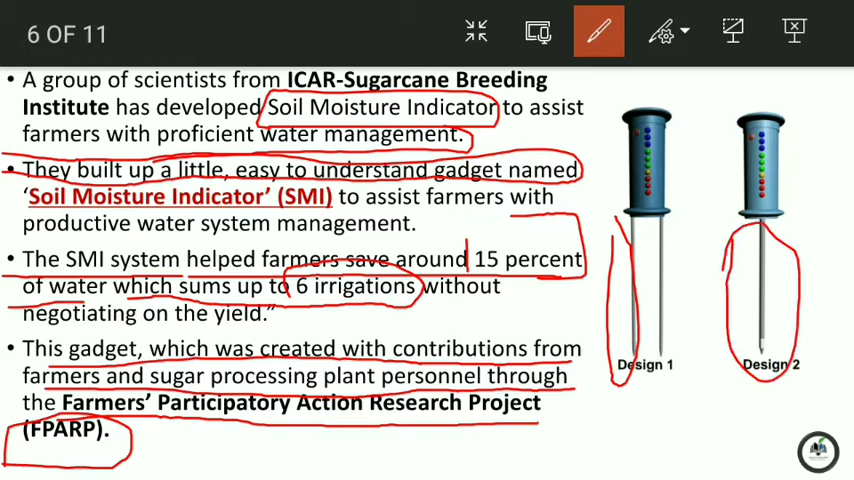 6 OF 11
• A group of scientists from ICAR-Sugarcane Breeding
Institute has developed Soil Moisture Indicator to assist
farmers with proficient water management.
• They built up a little, easy to understand gadget named
‘Soil Moisture Indicator’ (SMI) to assist farmers with
productive water system management.
• The SMI system helped farmers save around 15 percent
of water which sums up to 6 irrigations without
negotiating on the yield.”
• This gadget, which was created with contributions from
farmers and sugar processing plant personnel through
the Farmers’ Participatory Action Research Project
(FPARP).
Design 1
Design 2